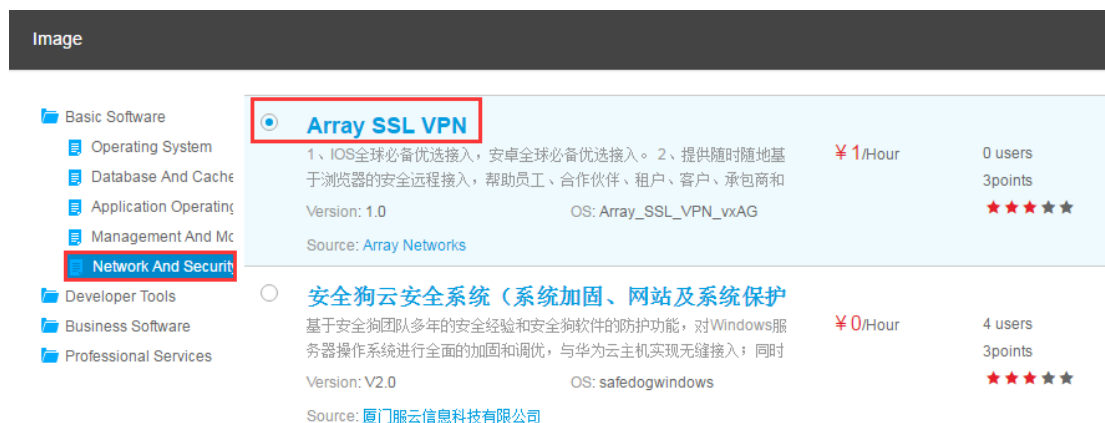 Image
Basic Software
Operating System
Database And Cache
Application Operating
Management And Mo
Network And Security
Developer Tools
Business Software
Professional Services
Array SSL VPN
1、IOS全球必备优选接入，安卓全球必备优选接入。 2、提供随时随地基
于浏览器的安全远程接入，帮助员工、合作伙伴、租户、客户、承包商和
Version: 1.0 OS: Array_SSL_VPN_vxAG
Source: Array Networks
¥ 1/Hour
0 users
3points
安全狗云安全系统（系统加固、网站及系统保护
基于安全狗团队多年的安全经验和安全狗软件的防护功能，对Windows服
务器操作系统进行全面的加固和调优，与华为云主机实现无缝接入；同时
Version: V2.0 OS: safedogwindows
Source: 厦门服云信息科技有限公司
¥ 0/Hour
4 users
3points